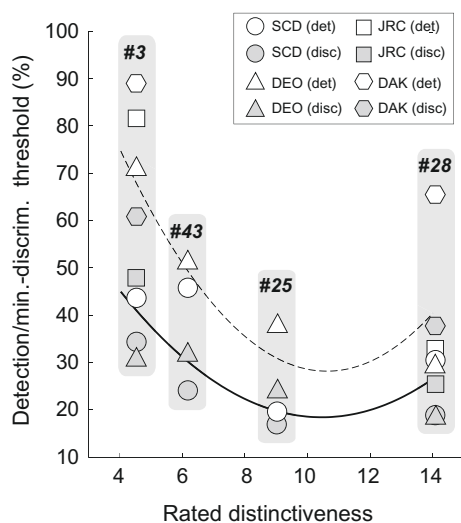 SCD (det) JRC (det)
SCD (disc) JRC (disc)
DEO (det) DAK (det)
DEO (disc) DAK (disc)
#3
#43
#25
#28
Detection/min.-discrim. threshold (%)
100
90
80
70
60
50
40
30
20
10
4 6 8 10 12 14
Rated distinctiveness